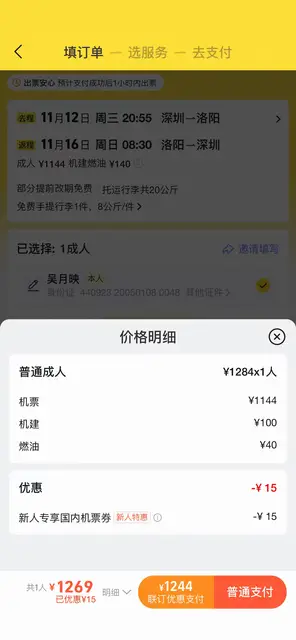 填订单 — 选服务 — 去支付
出票安心 预计支付成功后1小时内出票
去程 11月12日 周三 20:55 深圳—洛阳
返程 11月16日 周日 08:30 洛阳—深圳
成人 ¥1144 机建燃油 ¥140
部分提前改期免费 托运行李共20公斤
免费手提行李1件，8公斤/件
已选择: 1成人
邀请填写
吴月映 本人
身份证 440923 20050108 0048 其他证件
价格明细
普通成人 ¥1284x1人
机票 ¥1144
机建 ¥100
燃油 ¥40
优惠 -¥ 15
新人专享国内机票券 新人特惠 -¥ 15
共1人 ¥1269 明细
已优惠¥15
¥1244
联订优惠支付
普通支付